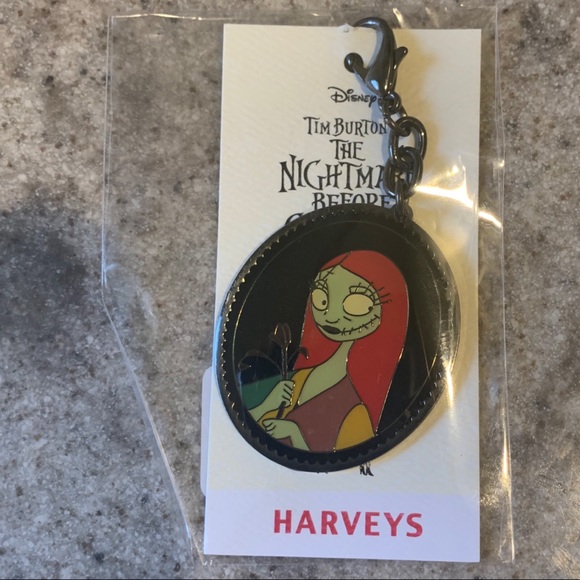 Disney
TIM BURTON
THE
NIGHTMA
BEFORE
HARVEYS